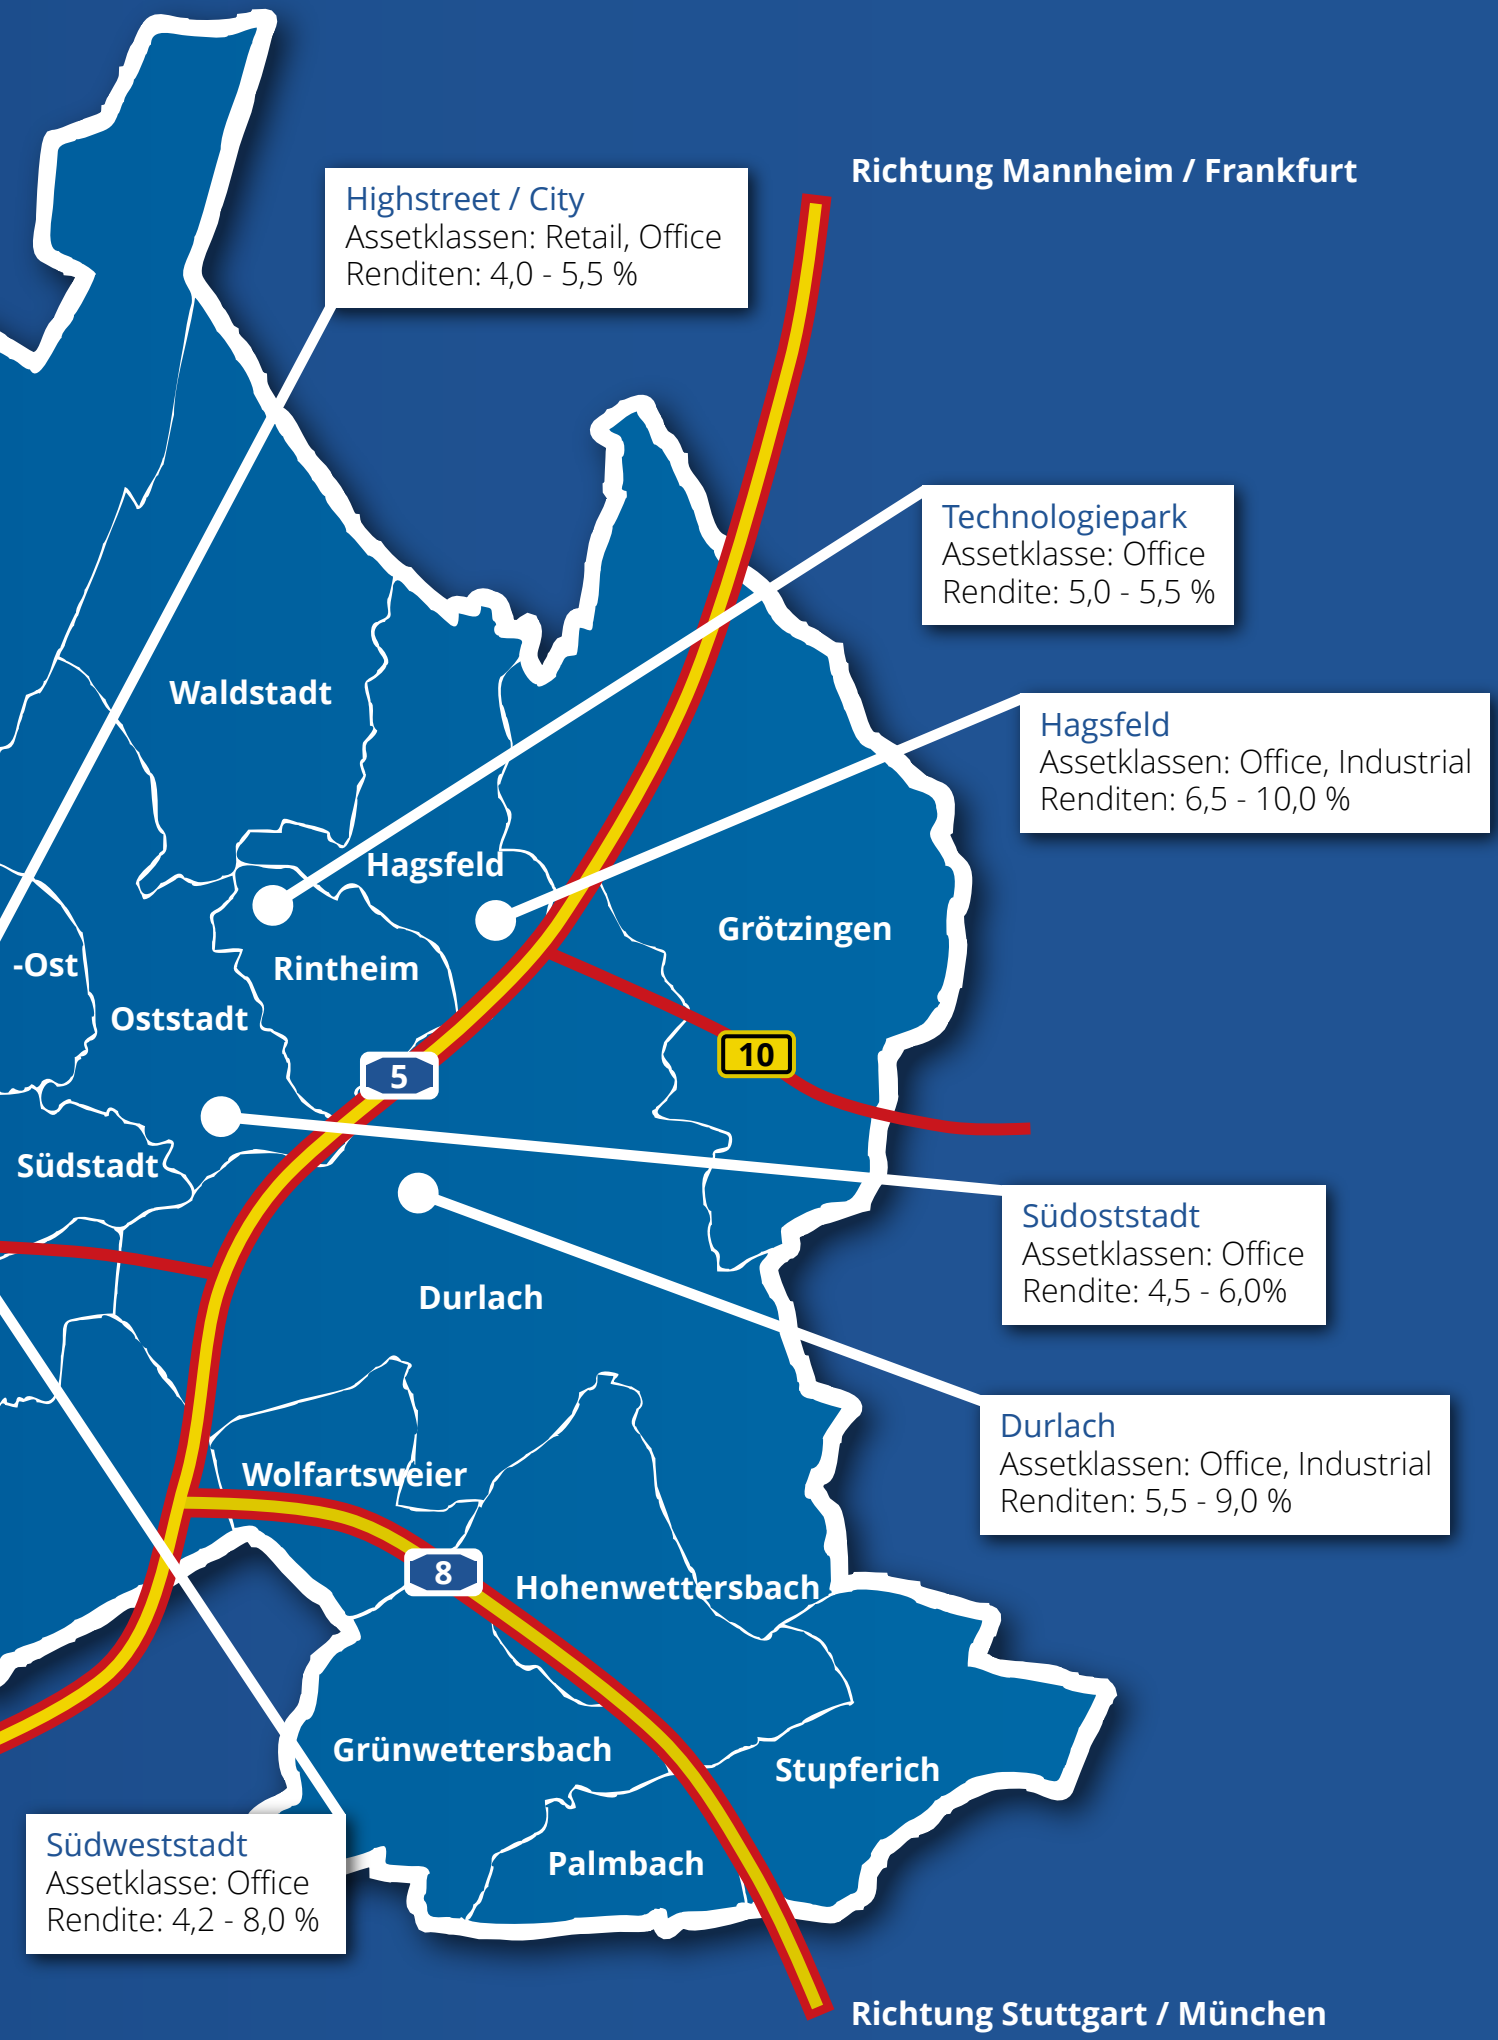 Richtung Mannheim / Frankfurt
Highstreet / City
Assetklassen: Retail, Office
Renditen: 4,0 - 5,5 %
Technologiepark
Assetklasse: Office
Rendite: 5,0 - 5,5 %
Waldstadt
Hagsfeld
Assetklassen: Office, Industrial
Renditen: 6,5 - 10,0 %
Hagsfeld
Grötzingen
-Ost
Rintheim
Oststadt
10
5
Südstadt
Südoststadt
Assetklassen: Office
Rendite: 4,5 - 6,0%
Durlach
Durlach
Assetklassen: Office, Industrial
Renditen: 5,5 - 9,0 %
Wolfartsweier
8
Hohenwettersbach
Grünwettersbach
Stupferich
Südweststadt
Assetklasse: Office
Rendite: 4,2 - 8,0 %
Palmbach
Richtung Stuttgart / München